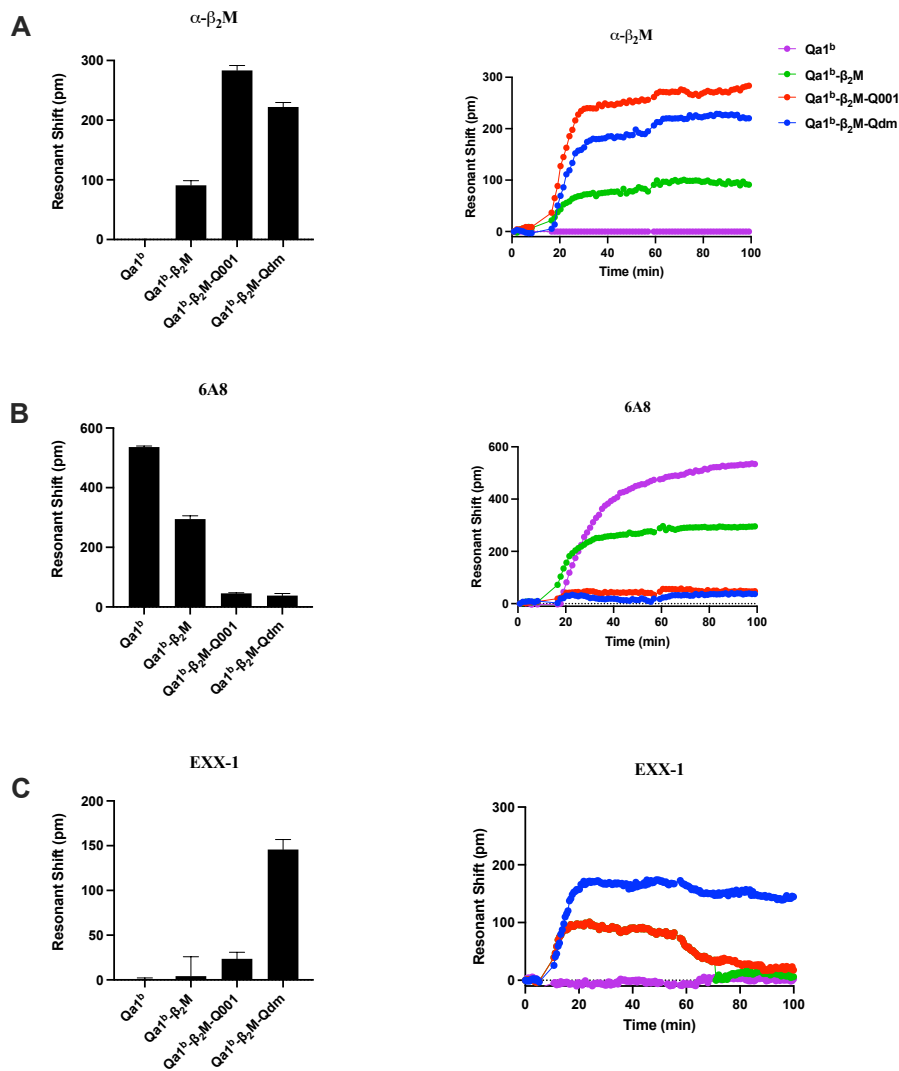 A
α-β₂M
Resonant Shift (pm)
300
200
100
0
Qa1ᵇ
Qa1ᵇ-β₂M
Qa1ᵇ-β₂M-Q001
Qa1ᵇ-β₂M-Qdm
α-β₂M
Resonant Shift (pm)
300
200
100
0
0 20 40 60 80 100
Time (min)
Qa1ᵇ
Qa1ᵇ-β₂M
Qa1ᵇ-β₂M-Q001
Qa1ᵇ-β₂M-Qdm
B
6A8
Resonant Shift (pm)
600
400
200
0
Qa1ᵇ
Qa1ᵇ-β₂M
Qa1ᵇ-β₂M-Q001
Qa1ᵇ-β₂M-Qdm
6A8
Resonant Shift (pm)
600
400
200
0
0 20 40 60 80 100
Time (min)
C
EXX-1
Resonant Shift (pm)
200
150
100
50
0
Qa1ᵇ
Qa1ᵇ-β₂M
Qa1ᵇ-β₂M-Q001
Qa1ᵇ-β₂M-Qdm
EXX-1
Resonant Shift (pm)
300
200
100
0
0 20 40 60 80 100
Time (min)